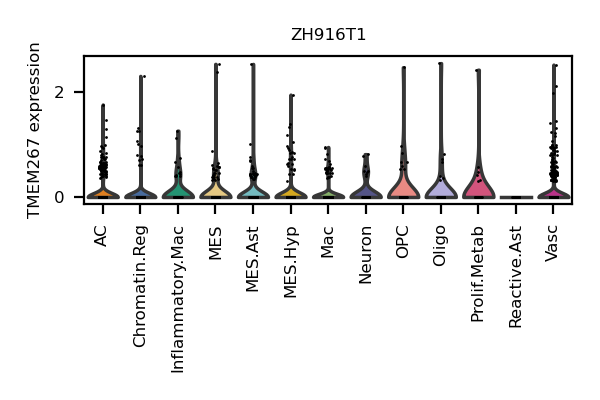 ZH916T1
TMEM267 expression
2
0
AC
Chromatin.Reg
Inflammatory.Mac
MES
MES.Ast
MES.Hyp
Mac
Neuron
OPC
Oligo
Prolif.Metab
Reactive.Ast
Vasc